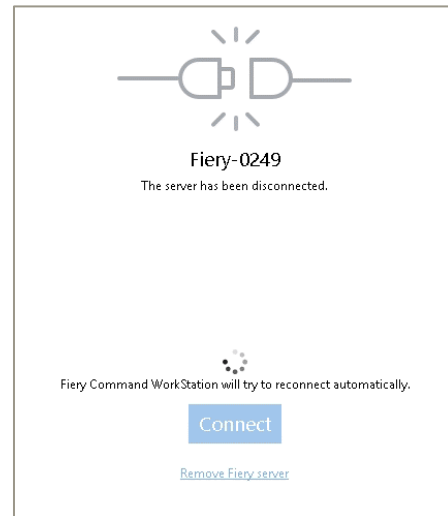 Fiery-0249
The server has been disconnected.
Fiery Command WorkStation will try to reconnect automatically.
Connect
Remove Fiery server